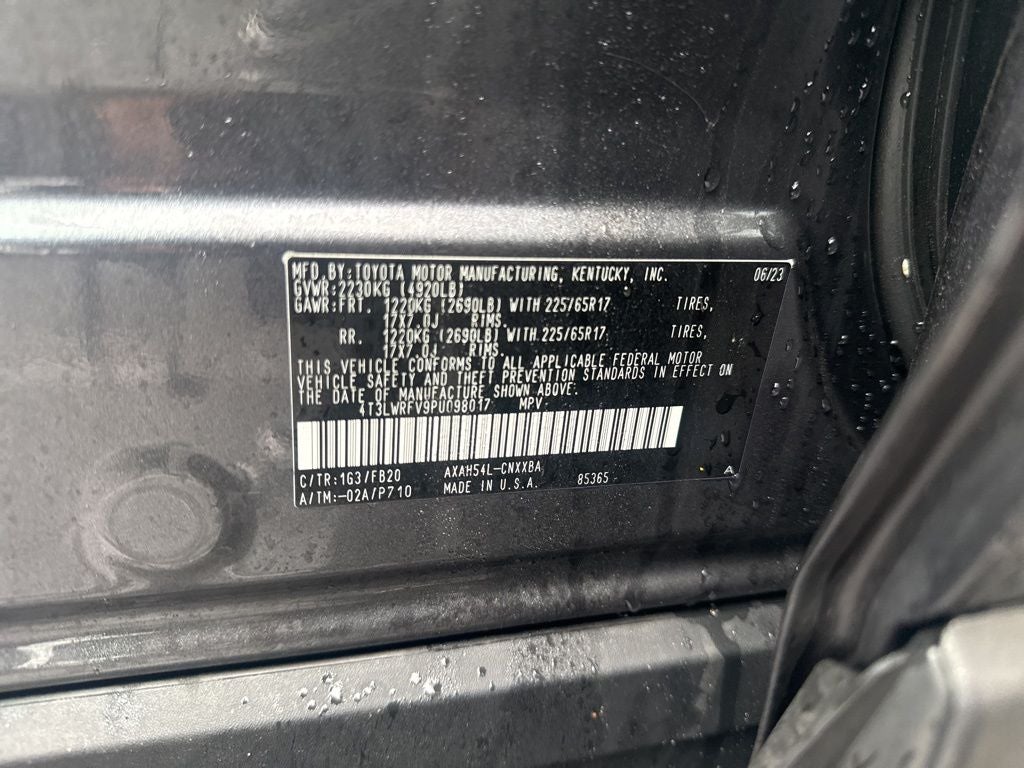 MFD. BY: TOYOTA MOTOR MANUFACTURING, KENTUCKY, INC. 06/23
GVWR: 2230KG (4920LB)
GAWR: FRT. 1220KG (2690LB) WITH 225/65R17 TIRES,
17X7.0J RIMS.
RR. 1220KG (2690LB) WITH 225/65R17 TIRES,
17X7.0J RIMS.
THIS VEHICLE CONFORMS TO ALL APPLICABLE FEDERAL MOTOR
VEHICLE SAFETY AND THEFT PREVENTION STANDARDS IN EFFECT ON
THE DATE OF MANUFACTURE SHOWN ABOVE.
4T3LWRFV9PU098017 MPV
C/TR: 1G3/FB20 AXAH54L-CNXXBA A
A/TM: -02A/P710 MADE IN U.S.A. 85365